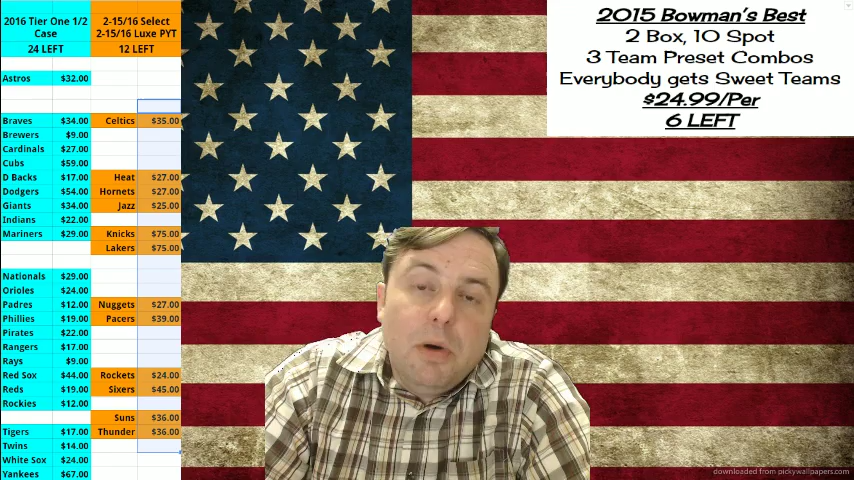 2016 Tier One 1/2
Case
24 LEFT
Astros $32.00
Braves $34.00
Brewers $9.00
Cardinals $27.00
Cubs $59.00
D Backs $17.00
Dodgers $54.00
Giants $34.00
Indians $22.00
Mariners $29.00
Nationals $29.00
Orioles $24.00
Padres $12.00
Phillies $19.00
Pirates $22.00
Rangers $17.00
Rays $9.00
Red Sox $44.00
Reds $19.00
Rockies $12.00
Tigers $17.00
Twins $14.00
White Sox $24.00
Yankees $67.00
2-15/16 Select
2-15/16 Luxe PYT
12 LEFT
Celtics $35.00
Heat $27.00
Hornets $27.00
Jazz $25.00
Knicks $75.00
Lakers $75.00
Nuggets $27.00
Pacers $39.00
Rockets $24.00
Sixers $45.00
Suns $36.00
Thunder $36.00
2015 Bowman's Best
2 Box, 10 Spot
3 Team Preset Combos
Everybody gets Sweet Teams
$24.99/Per
6 LEFT
downloaded from pickywallpapers.com